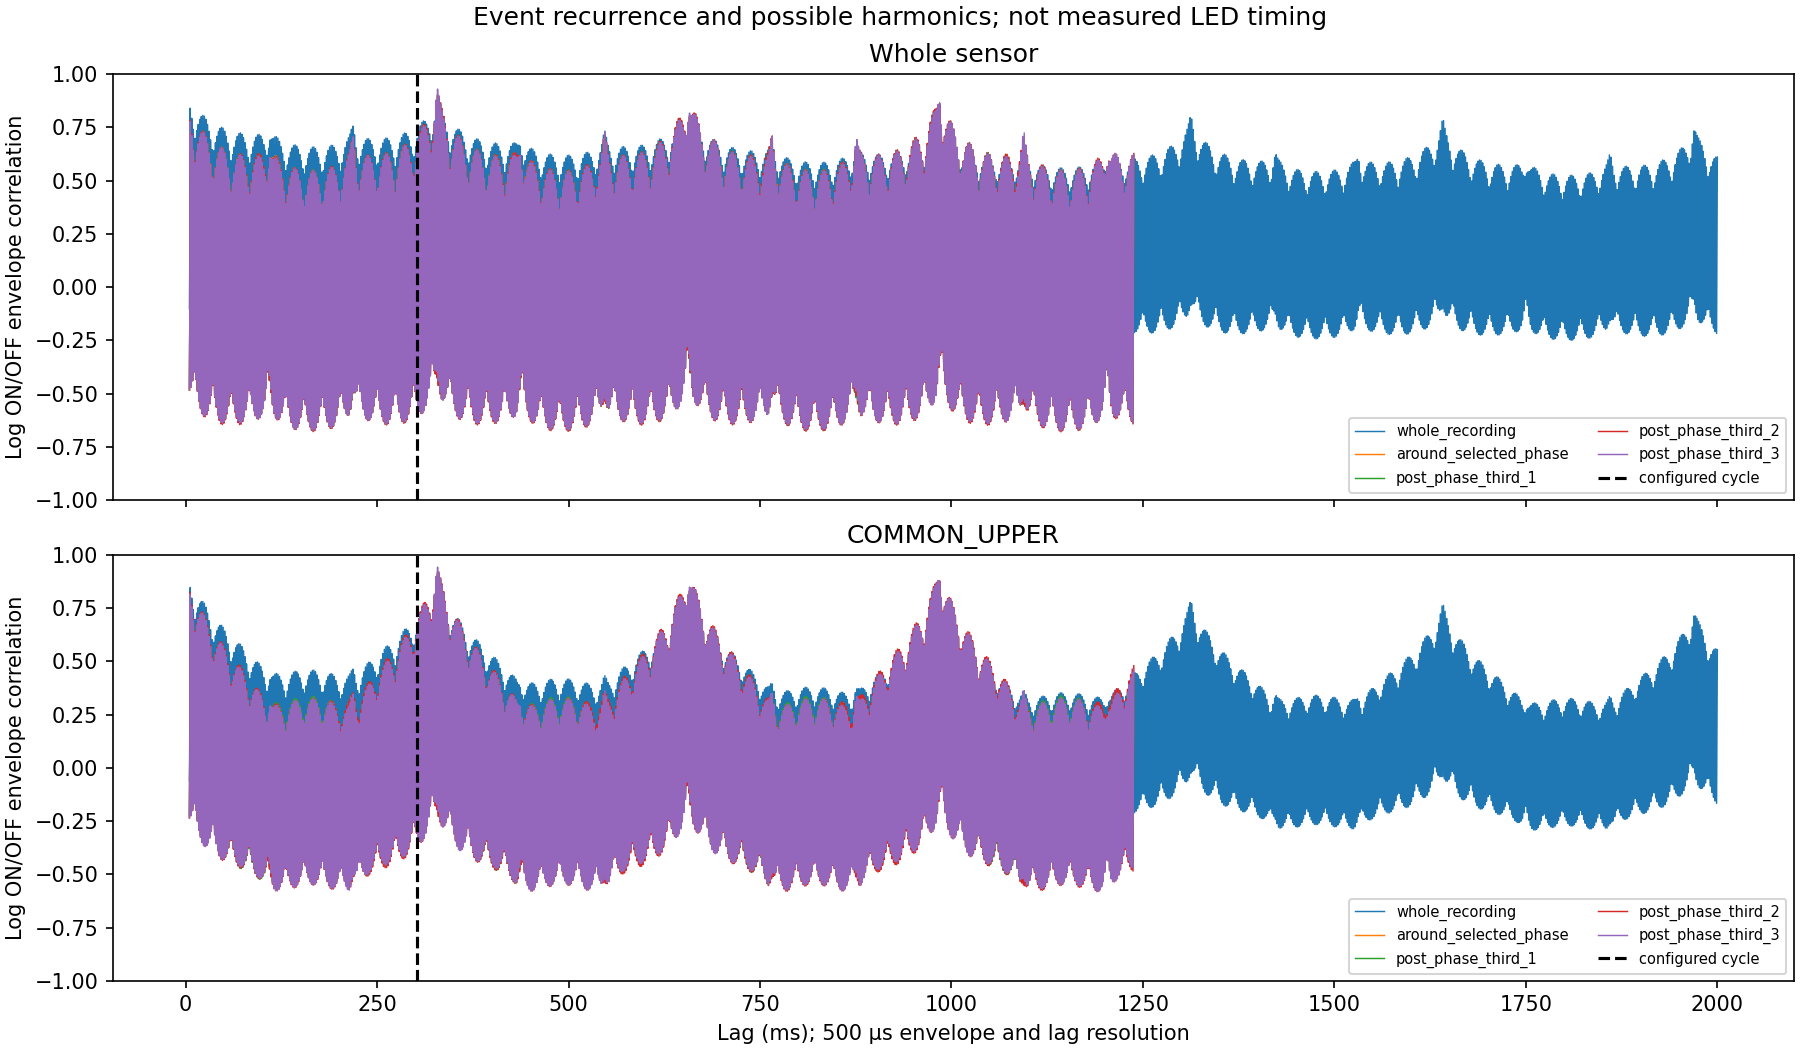 Event recurrence and possible harmonics; not measured LED timing
Whole sensor
Log ON/OFF envelope correlation
1.00
0.75
0.50
0.25
0.00
−0.25
−0.50
−0.75
−1.00
whole_recording
around_selected_phase
post_phase_third_1
post_phase_third_2
post_phase_third_3
configured cycle
COMMON_UPPER
Log ON/OFF envelope correlation
1.00
0.75
0.50
0.25
0.00
−0.25
−0.50
−0.75
−1.00
whole_recording
around_selected_phase
post_phase_third_1
post_phase_third_2
post_phase_third_3
configured cycle
0 250 500 750 1000 1250 1500 1750 2000
Lag (ms); 500 µs envelope and lag resolution